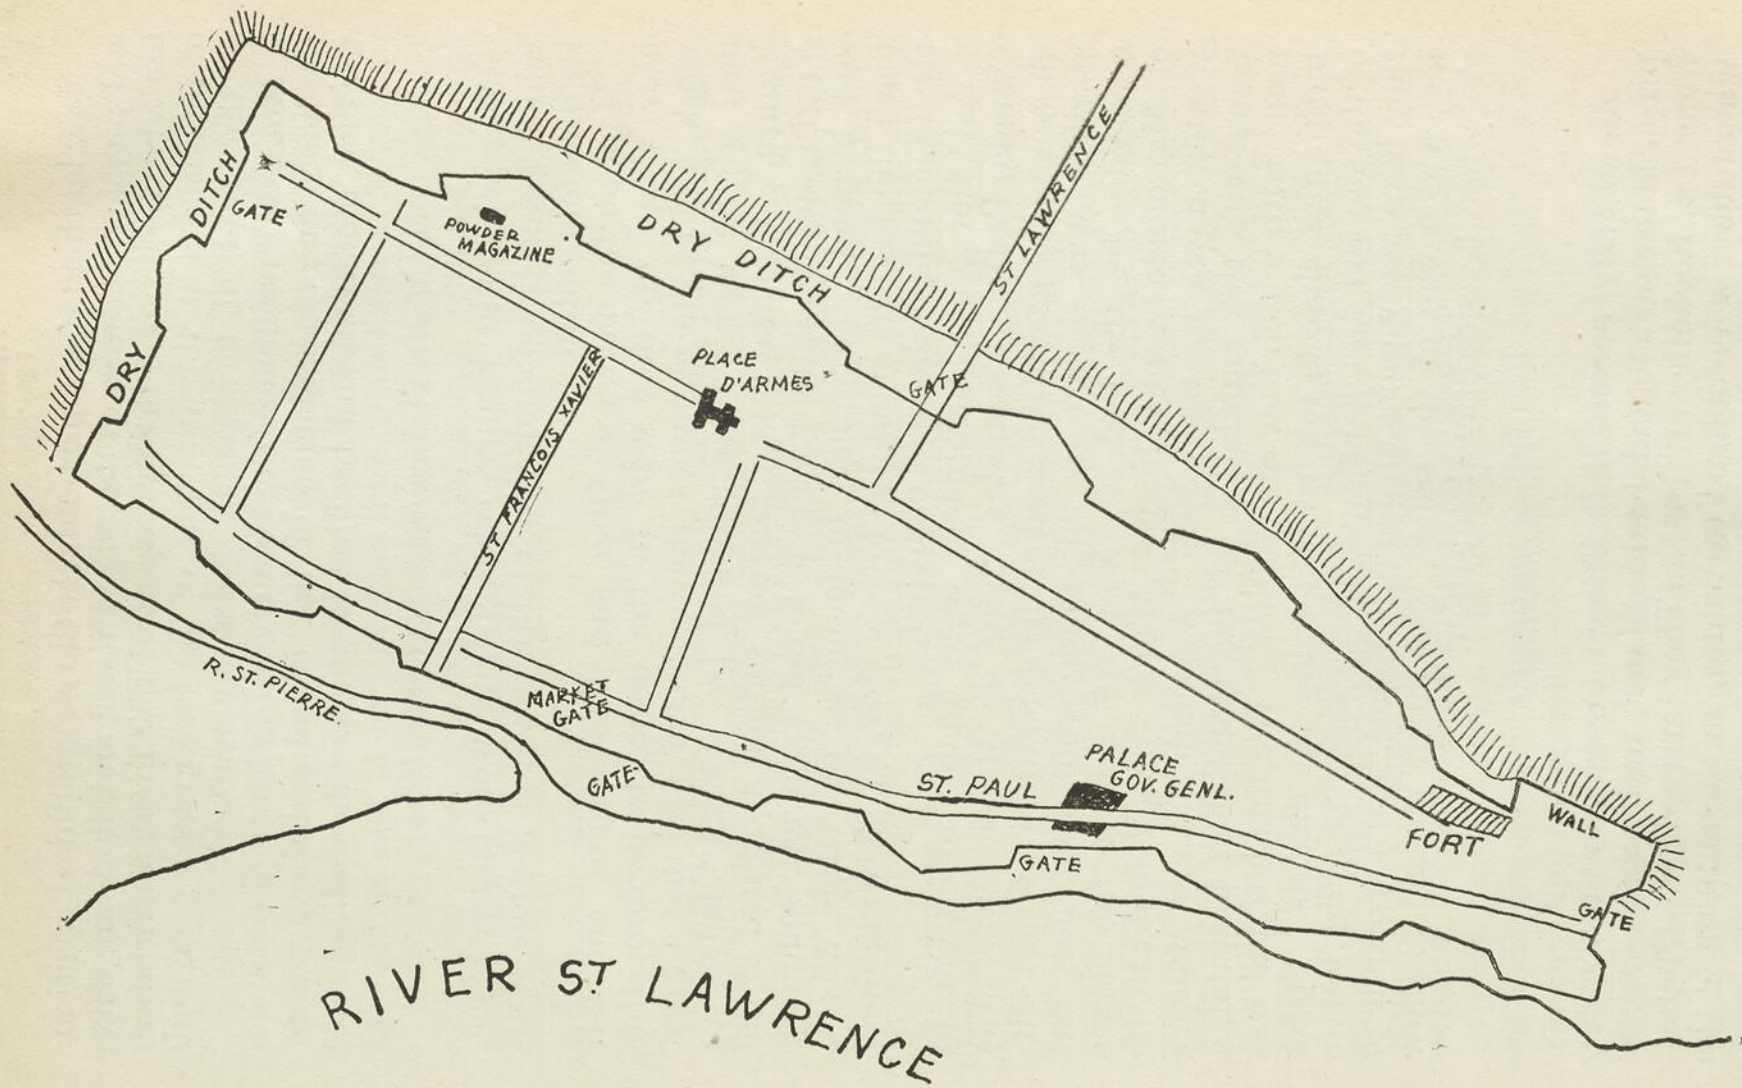 DRY DITCH
GATE
POWDER
MAGAZINE
DRY DITCH
ST LAWRENCE
PLACE
D'ARMES
GATE
ST FRANCOIS XAVIER
R. ST. PIERRE.
MARKET
GATE
GATE
ST. PAUL
PALACE
GOV. GENL.
GATE
FORT
WALL
GATE
RIVER ST LAWRENCE